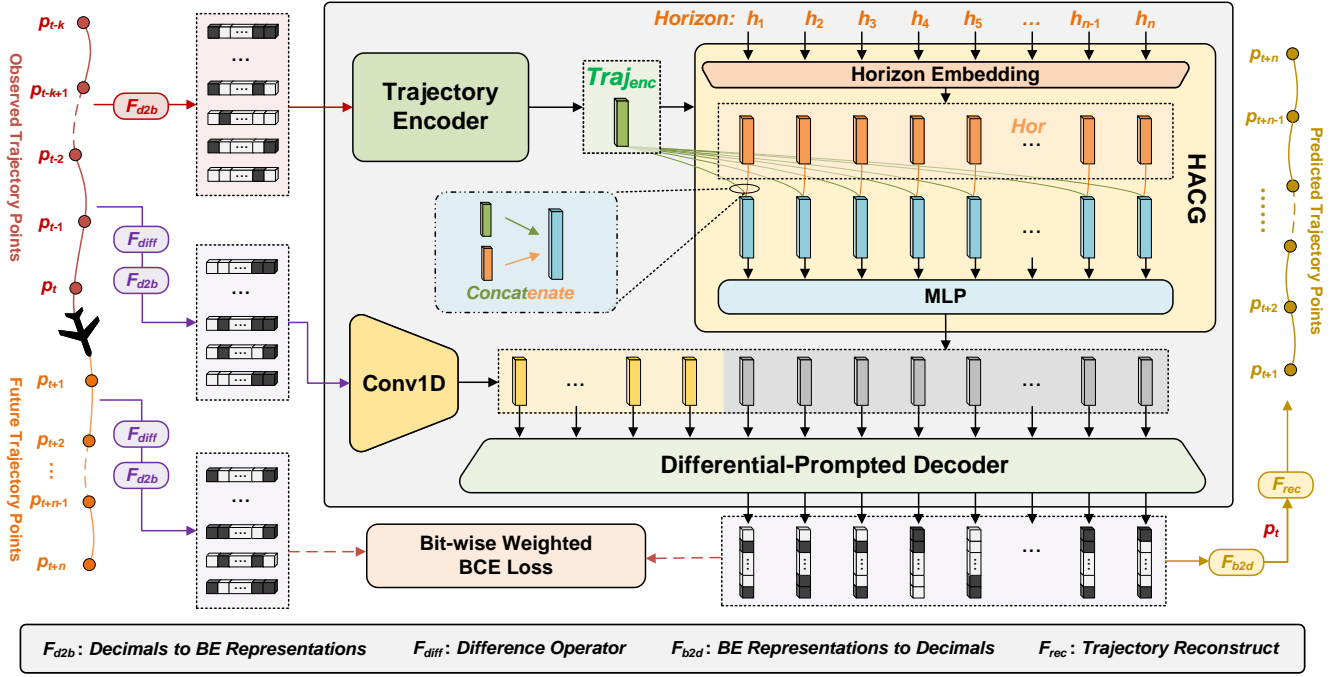 Observed Trajectory Points
p_{t-k}
p_{t-k+1}
p_{t-2}
p_{t-1}
p_t
F_{d2b}
F_{diff}
F_{d2b}
...
...
Future Trajectory Points
p_{t+1}
p_{t+2}
...
p_{t+n-1}
p_{t+n}
F_{diff}
F_{d2b}
...
Trajectory
Encoder
Traj_{enc}
Horizon: h_1 h_2 h_3 h_4 h_5 ... h_{n-1} h_n
Horizon Embedding
Hor
...
HACG
...
MLP
Concatenate
Conv1D
... ...
Differential-Prompted Decoder
Bit-wise Weighted
BCE Loss
...
F_{b2d}
p_t
F_{rec}
Predicted Trajectory Points
p_{t+n}
p_{t+n-1}
......
p_{t+2}
p_{t+1}
F_{d2b}: Decimals to BE Representations F_{diff}: Difference Operator F_{b2d}: BE Representations to Decimals F_{rec}: Trajectory Reconstruct